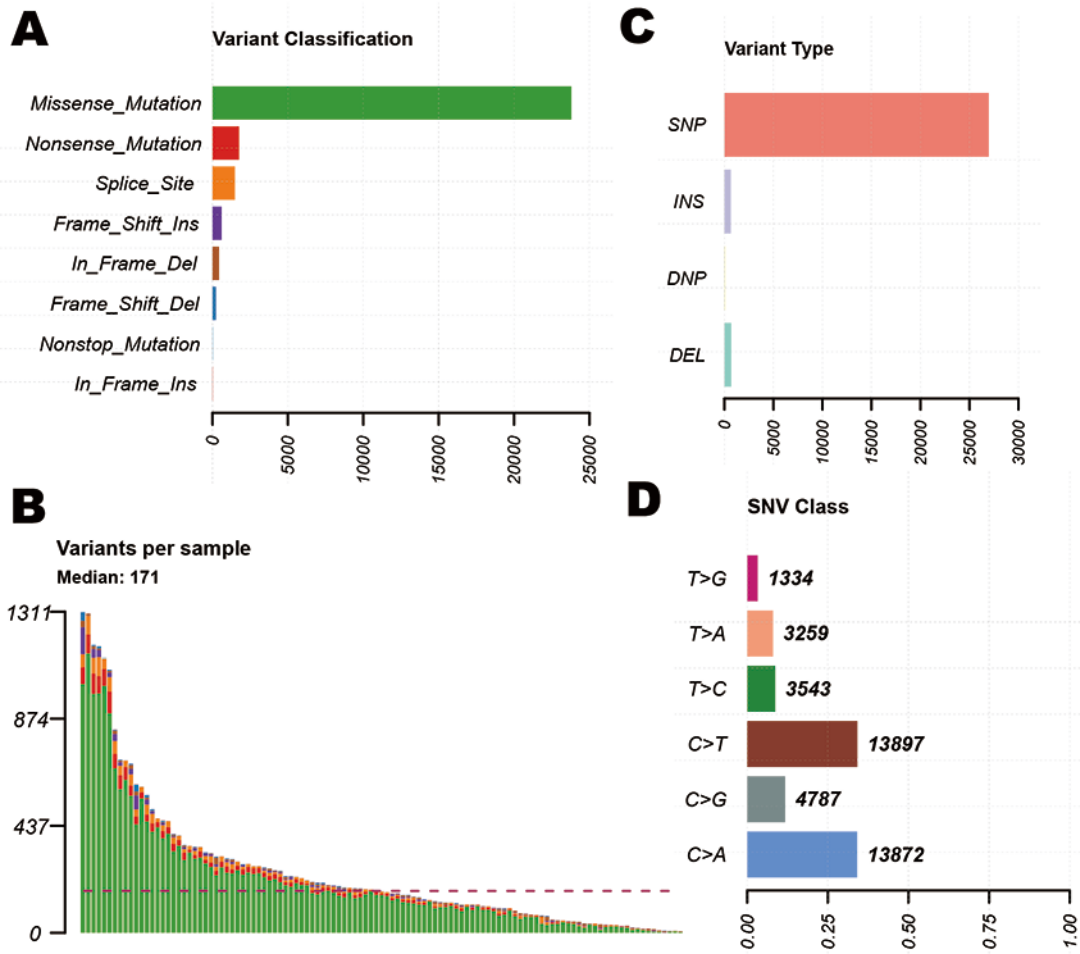 A
Variant Classification
Missense_Mutation
Nonsense_Mutation
Splice_Site
Frame_Shift_Ins
In_Frame_Del
Frame_Shift_Del
Nonstop_Mutation
In_Frame_Ins
0
5000
10000
15000
20000
25000
C
Variant Type
SNP
INS
DNP
DEL
0
5000
10000
15000
20000
25000
30000
B
Variants per sample
Median: 171
1311
874
437
0
D
SNV Class
T>G 1334
T>A 3259
T>C 3543
C>T 13897
C>G 4787
C>A 13872
0.00
0.25
0.50
0.75
1.00